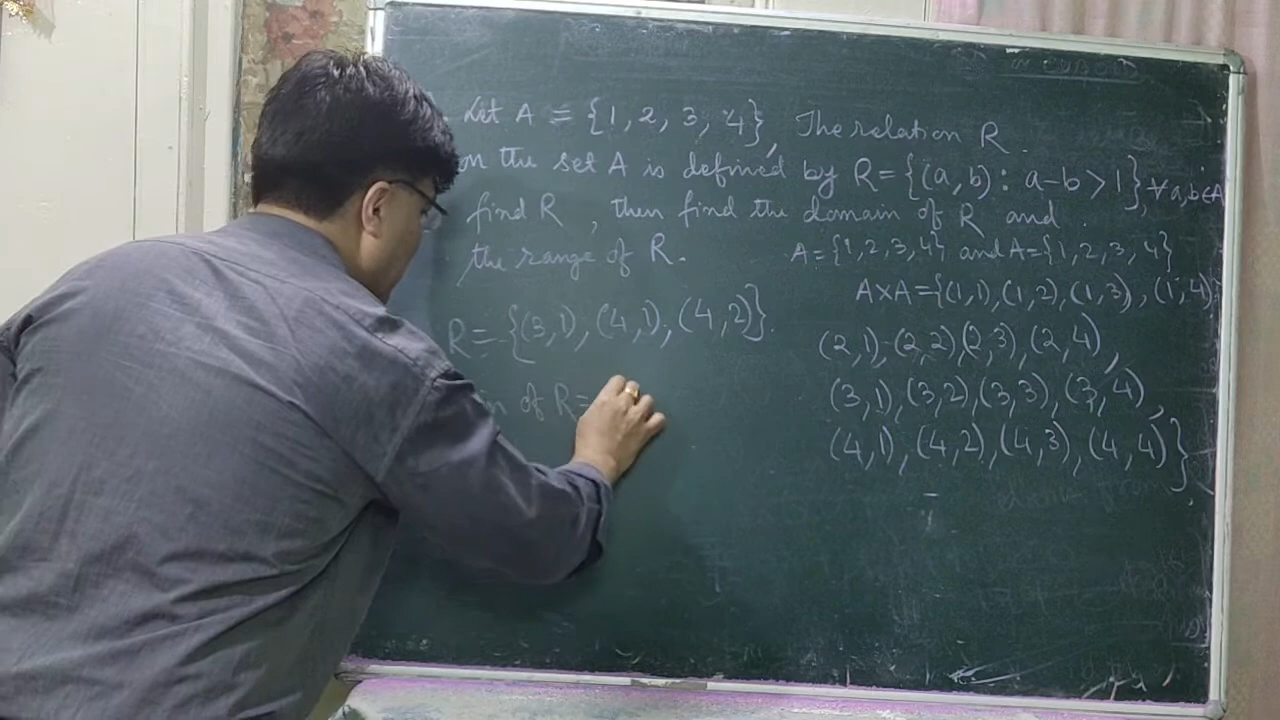 Let A = {1, 2, 3, 4}, The relation R.
on the set A is defined by R = {(a, b) : a-b > 1}, ∀ a,b∈A
find R , then find the domain of R and
the range of R.
A = {1, 2, 3, 4} and A = {1, 2, 3, 4}
A×A = {(1,1), (1,2), (1,3), (1,4),
(2,1), (2,2), (2,3), (2,4),
(3,1), (3,2), (3,3), (3,4),
(4,1), (4,2), (4,3), (4,4)}
R = {(3,1), (4,1), (4,2)}.
of R =